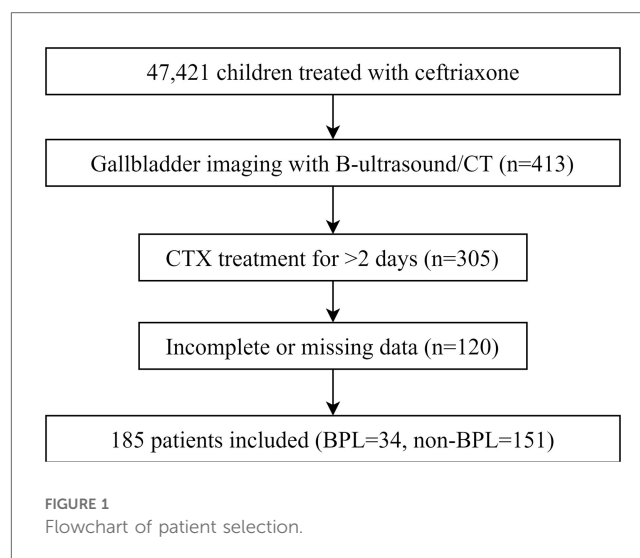 47,421 children treated with ceftriaxone
Gallbladder imaging with B-ultrasound/CT (n=413)
CTX treatment for >2 days (n=305)
Incomplete or missing data (n=120)
185 patients included (BPL=34, non-BPL=151)
FIGURE 1
Flowchart of patient selection.